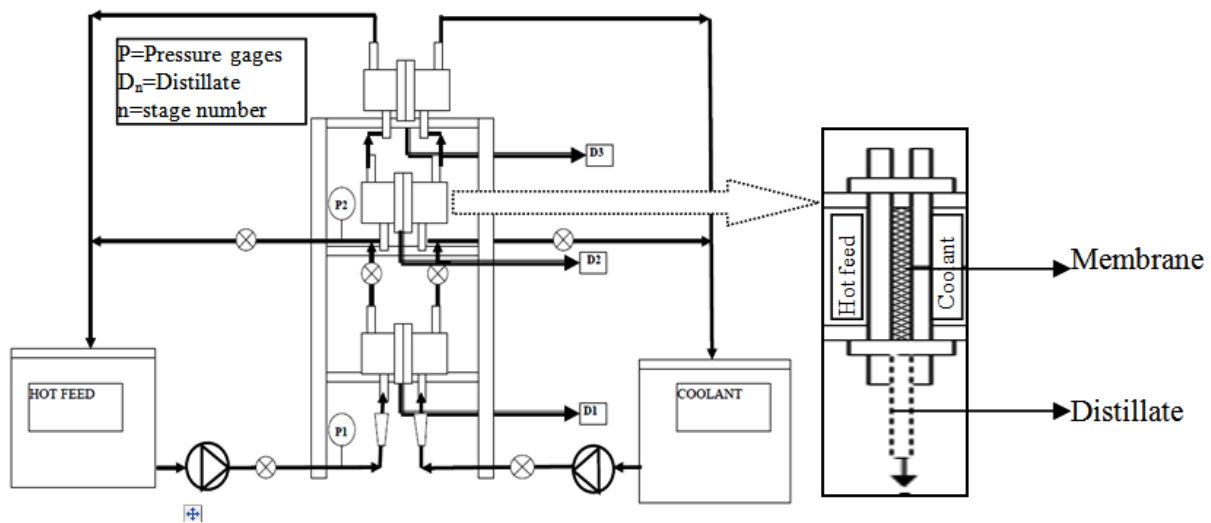 P=Pressure gages
Dn=Distillate
n=stage number
D3
P2
D2
HOT FEED
COOLANT
D1
P1
Hot feed
Coolant
Membrane
Distillate